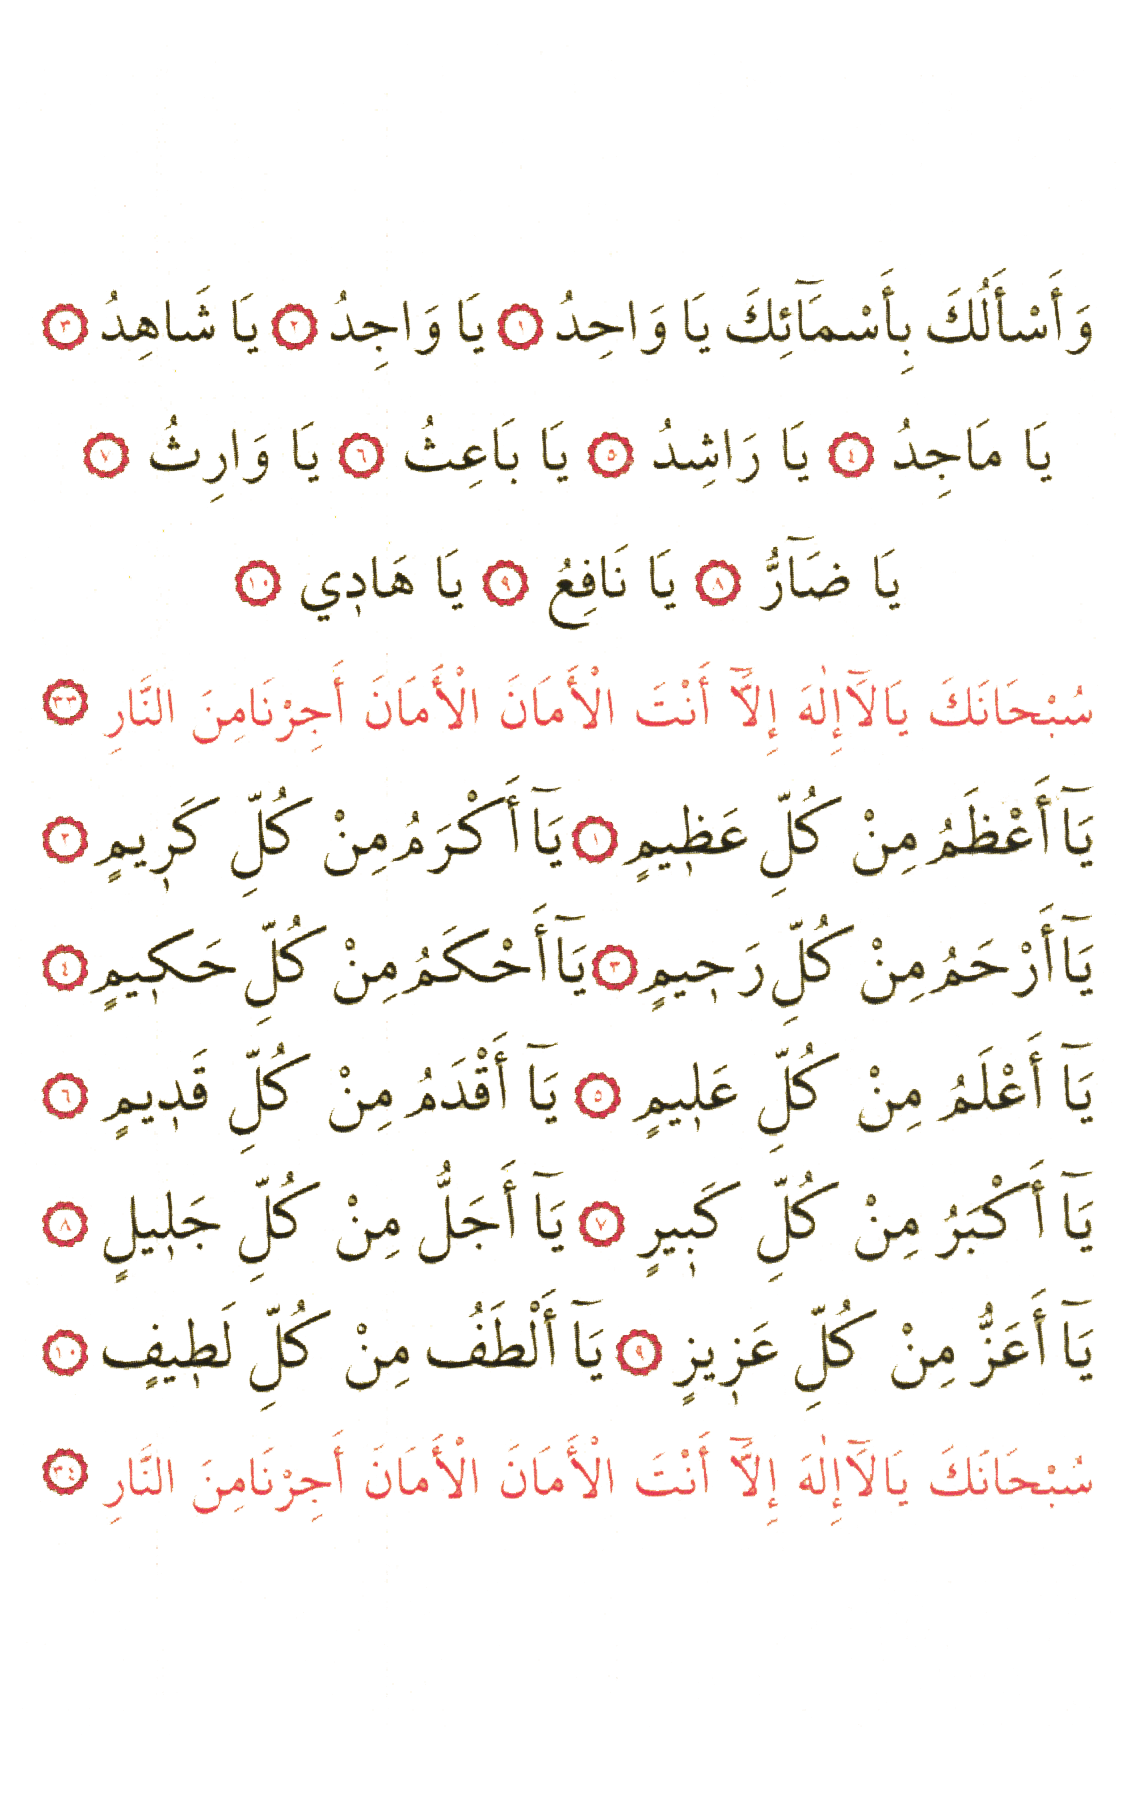 وَأَسْأَلُكَ بِأَسْمَآئِكَ يَا وَاحِدُ ١ يَا وَاجِدُ ٢ يَا شَاهِدُ ٣
يَا مَاجِدُ ٤ يَا رَاشِدُ ٥ يَا بَاعِثُ ٦ يَا وَارِثُ ٧
يَا ضَآرُّ ٨ يَا نَافِعُ ٩ يَا هَادِي ١٠
سُبْحَانَكَ يَالَآإِلٰهَ إِلَّآ أَنْتَ الْأَمَانَ الْأَمَانَ أَجِرْنَامِنَ النَّارِ ٣٣
يَآ أَعْظَمُ مِنْ كُلِّ عَظِيمٍ ١ يَآ أَكْرَمُ مِنْ كُلِّ كَرِيمٍ ٢
يَآ أَرْحَمُ مِنْ كُلِّ رَحِيمٍ ٣ يَآ أَحْكَمُ مِنْ كُلِّ حَكِيمٍ ٤
يَآ أَعْلَمُ مِنْ كُلِّ عَلِيمٍ ٥ يَآ أَقْدَمُ مِنْ كُلِّ قَدِيمٍ ٦
يَآ أَكْبَرُ مِنْ كُلِّ كَبِيرٍ ٧ يَآ أَجَلُّ مِنْ كُلِّ جَلِيلٍ ٨
يَآ أَعَزُّ مِنْ كُلِّ عَزِيزٍ ٩ يَآ أَلْطَفُ مِنْ كُلِّ لَطِيفٍ ١٠
سُبْحَانَكَ يَالَآإِلٰهَ إِلَّآ أَنْتَ الْأَمَانَ الْأَمَانَ أَجِرْنَامِنَ النَّارِ ٣٤